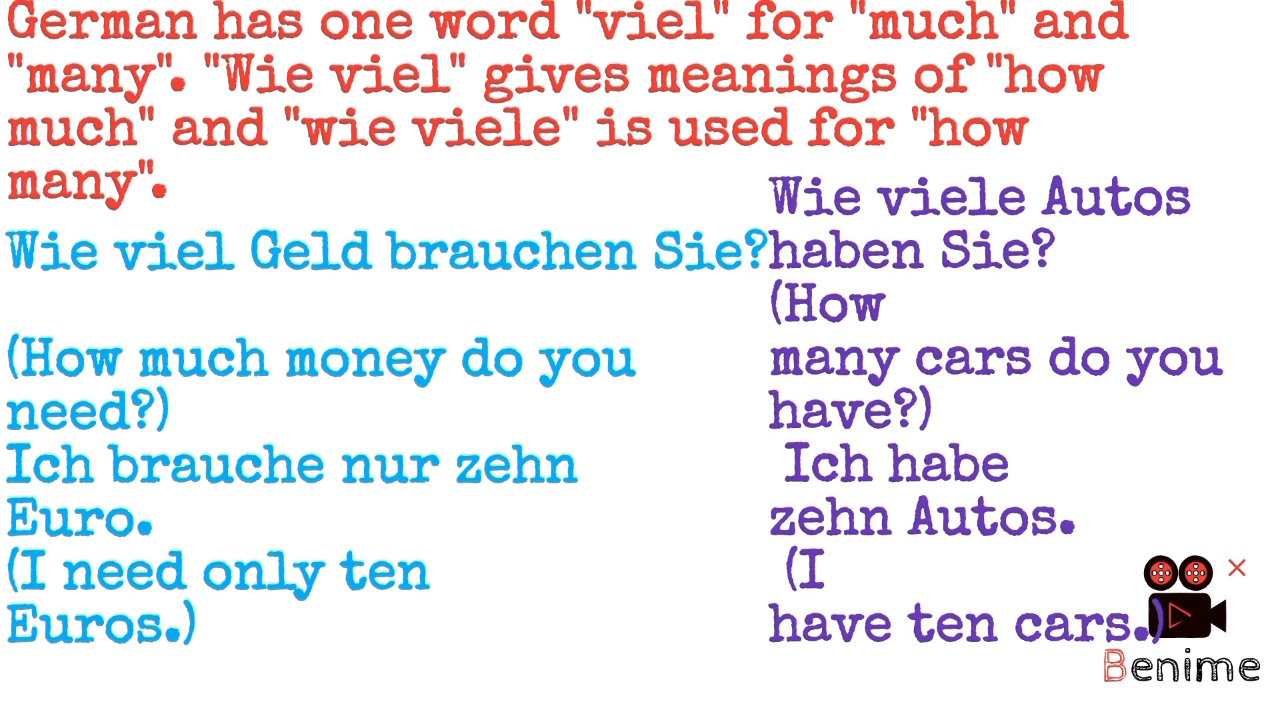 German has one word "viel" for "much" and
"many". "Wie viel" gives meanings of "how
much" and "wie viele" is used for "how
many".
Wie viel Geld brauchen Sie?
(How much money do you
need?)
Ich brauche nur zehn
Euro.
(I need only ten
Euros.)
Wie viele Autos
haben Sie?
(How
many cars do you
have?)
Ich habe
zehn Autos.
(I
have ten cars.)
Benime